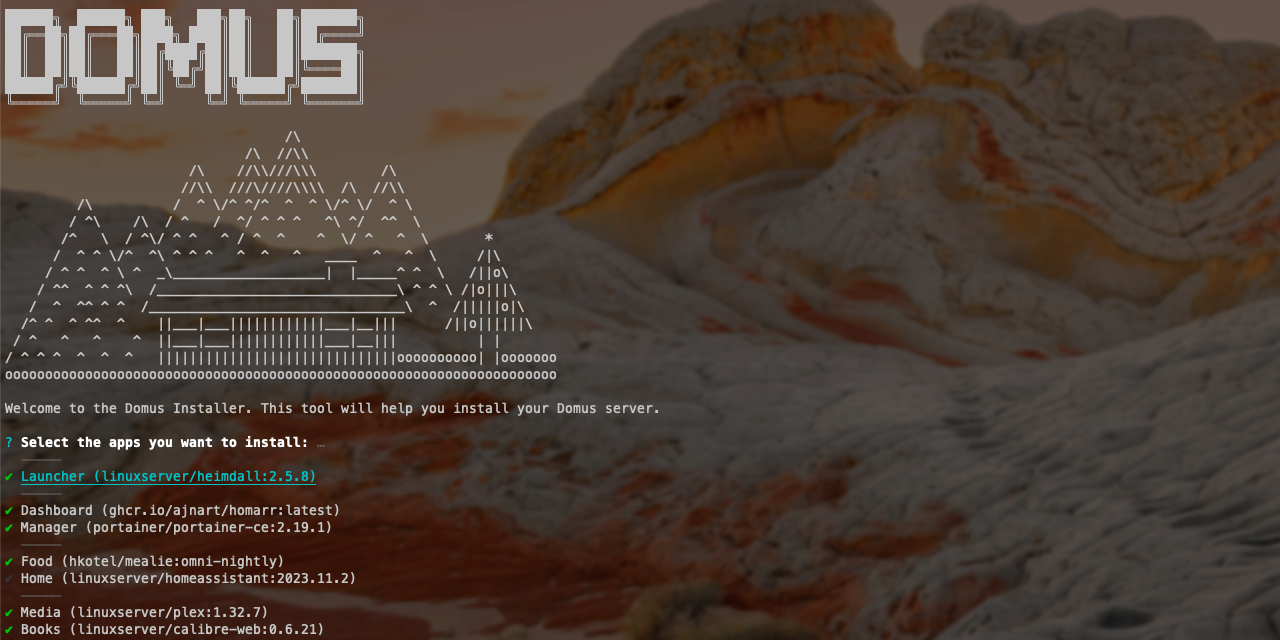 DOMUS
Welcome to the Domus Installer. This tool will help you install your Domus server.
? Select the apps you want to install: …
✔ Launcher (linuxserver/heimdall:2.5.8)
✔ Dashboard (ghcr.io/ajnart/homarr:latest)
✔ Manager (portainer/portainer-ce:2.19.1)
✔ Food (hkotel/mealie:omni-nightly)
✔ Home (linuxserver/homeassistant:2023.11.2)
✔ Media (linuxserver/plex:1.32.7)
✔ Books (linuxserver/calibre-web:0.6.21)